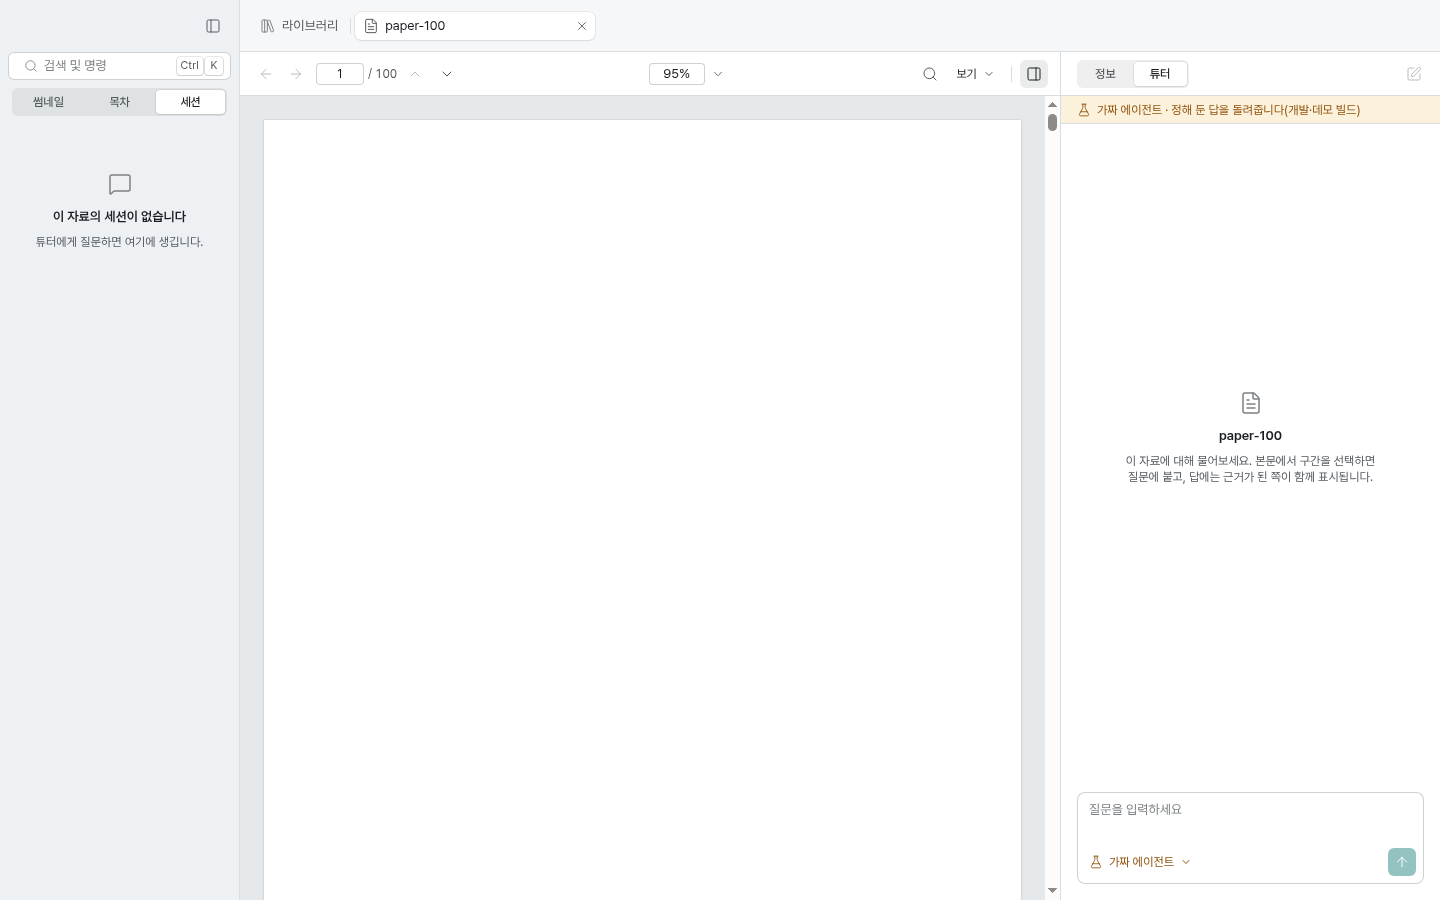 라이브러리
paper-100
검색 및 명령 Ctrl K
썸네일 목차 세션
이 자료의 세션이 없습니다
튜터에게 질문하면 여기에 생깁니다.
1 / 100
95%
보기
정보 튜터
가짜 에이전트 · 정해 둔 답을 돌려줍니다(개발·데모 빌드)
paper-100
이 자료에 대해 물어보세요. 본문에서 구간을 선택하면
질문에 붙고, 답에는 근거가 된 쪽이 함께 표시됩니다.
질문을 입력하세요
가짜 에이전트